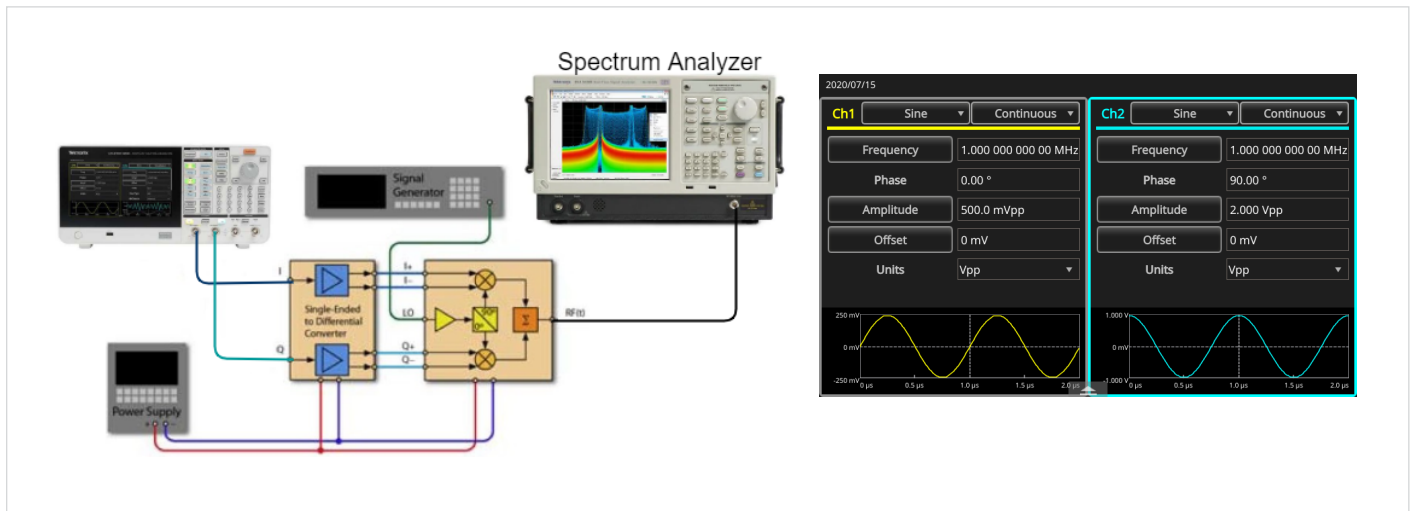 Spectrum Analyzer
Tektronix
Signal
Generator
I
I+
I−
Single-Ended
to Differential
Converter
LO
90°
0°
Σ
RF(t)
Q
Q+
Q−
Power Supply
+ −
2020/07/15
Ch1 Sine Continuous
Frequency 1.000 000 000 00 MHz
Phase 0.00 °
Amplitude 500.0 mVpp
Offset 0 mV
Units Vpp
250 mV
0 mV
-250 mV
0 µs 0.5 µs 1.0 µs 1.5 µs 2.0 µs
Ch2 Sine Continuous
Frequency 1.000 000 000 00 MHz
Phase 90.00 °
Amplitude 2.000 Vpp
Offset 0 mV
Units Vpp
1.000 V
0 mV
-1.000 V
0 µs 0.5 µs 1.0 µs 1.5 µs 2.0 µs